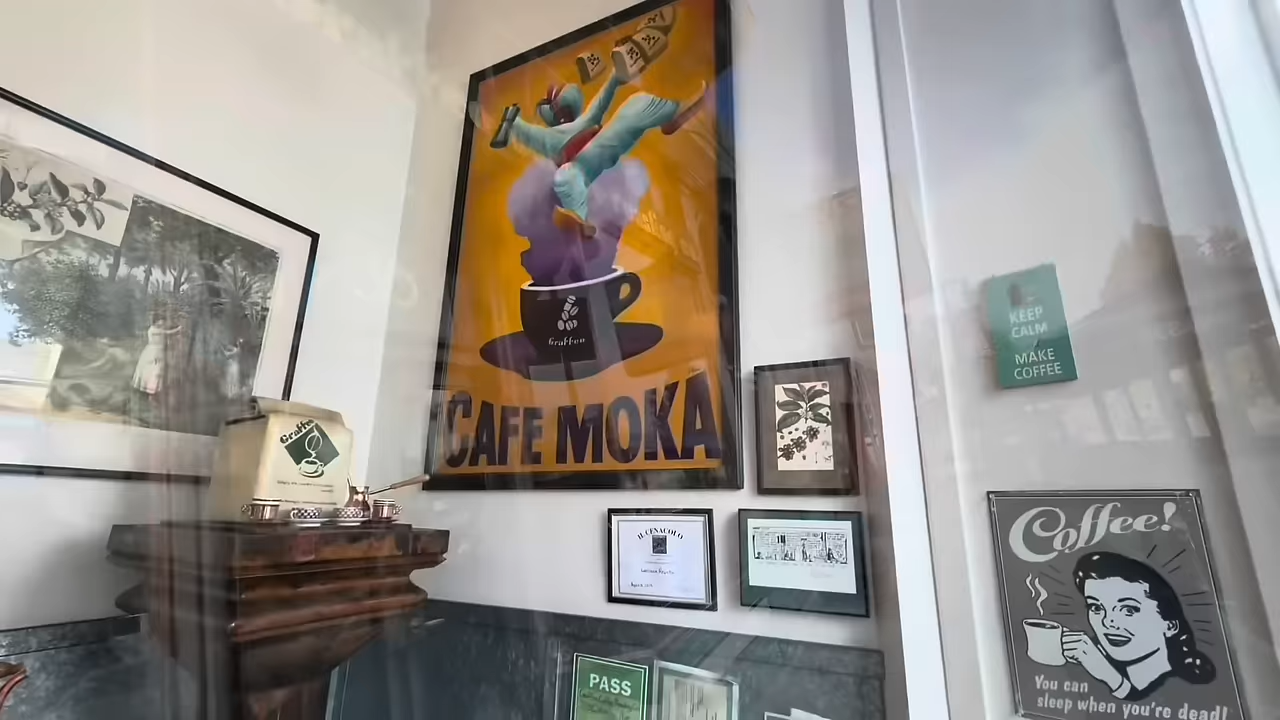 CAFE MOKA
Graffeo
Graffeo
IL CENACOLO
PASS
KEEP
CALM
MAKE
COFFEE
Coffee!
You can
sleep when you're dead!